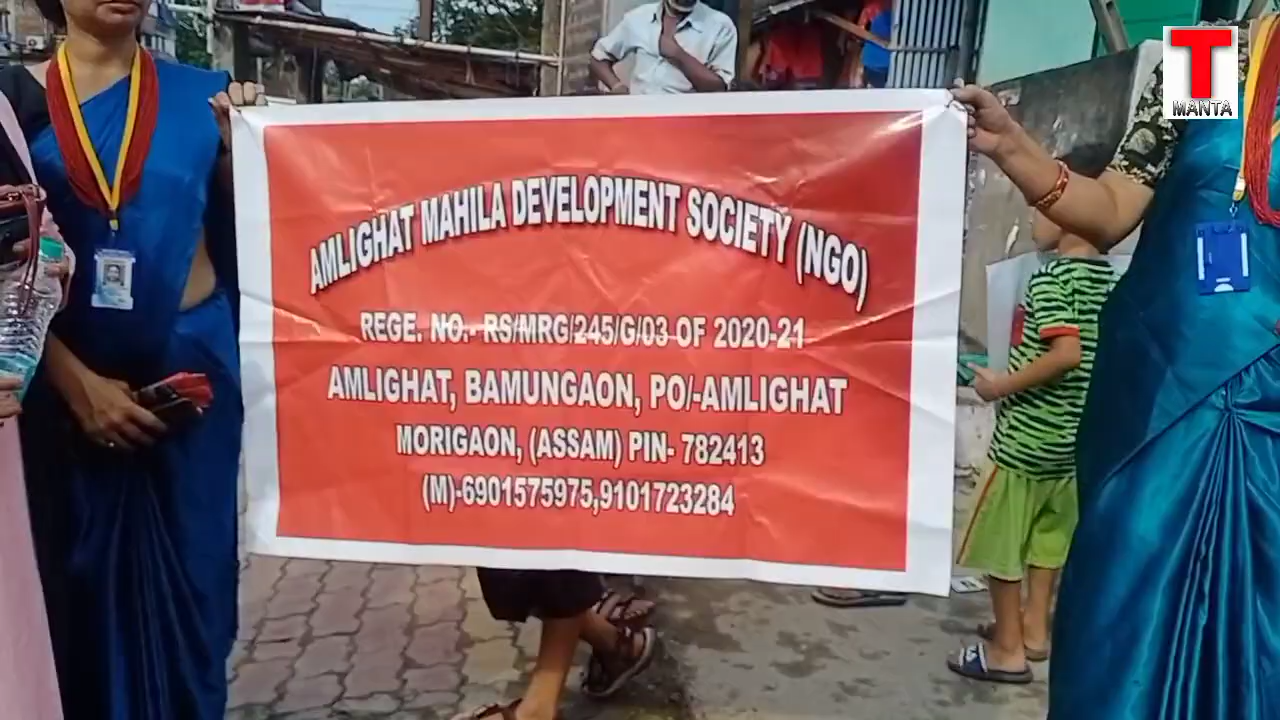 T
MANTA
AMLIGHAT MAHILA DEVELOPMENT SOCIETY (NGO)
REGE. NO.- RS/MRG/245/G/03 OF 2020-21
AMLIGHAT, BAMUNGAON, PO/-AMLIGHAT
MORIGAON, (ASSAM) PIN- 782413
(M)-6901575975,9101723284